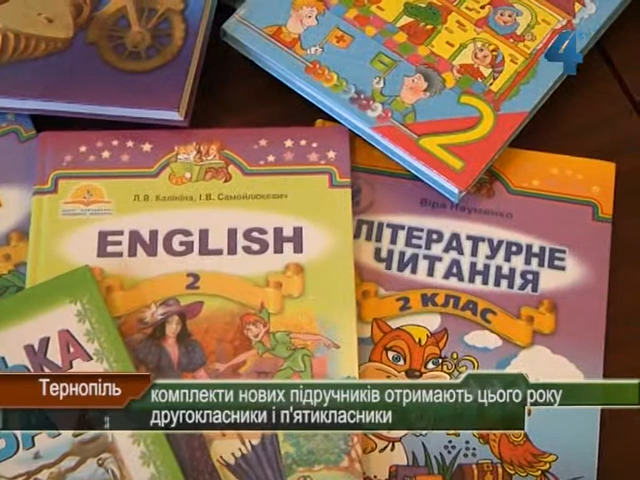 4
2
Л.В. Калініна, І.В. Самойлюкевич
ENGLISH
2
Віра Науменко
ЛІТЕРАТУРНЕ
ЧИТАННЯ
2 КЛАС
Тернопіль
комплекти нових підручників отримають цього року
другокласники і п'ятикласники